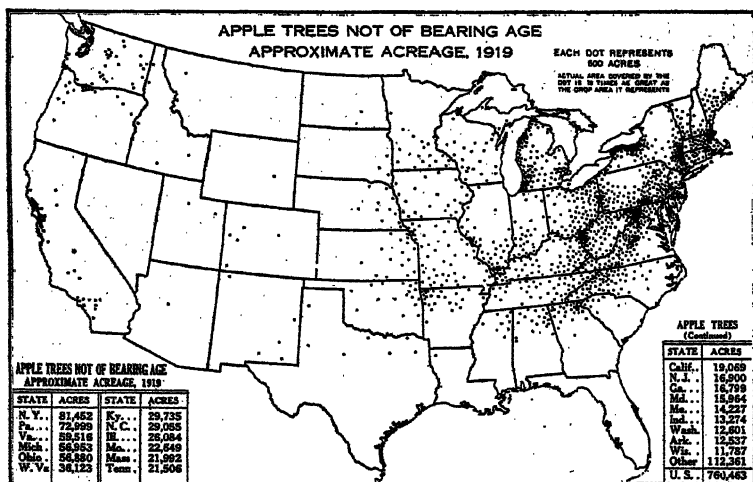 APPLE TREES NOT OF BEARING AGE
APPROXIMATE ACREAGE, 1919
EACH DOT REPRESENTS
500 ACRES
ACTUAL AREA COVERED BY THE
DOT IS 15 TIMES AS GREAT AS
THE CROP AREA IT REPRESENTS
APPLE TREES NOT OF BEARING AGE
APPROXIMATE ACREAGE, 1919
STATE ACRES STATE ACRES
N. Y... 81,452 Ky... 29,735
Pa.... 72,999 N. C. 29,055
Va.... 59,516 Ill.... 25,084
Mich. 56,953 Mo... 22,649
Ohio. 56,880 Mass 21,992
W. Va 36,123 Tenn. 21,506
APPLE TREES
(Continued)
STATE ACRES
Calif.. 19,069
N. J... 16,900
Ga.... 16,799
Md... 15,964
Me.... 14,227
Ind... 13,274
Wash. 12,601
Ark.. 12,537
Wis.. 11,787
Other 112,361
U. S.. 760,463